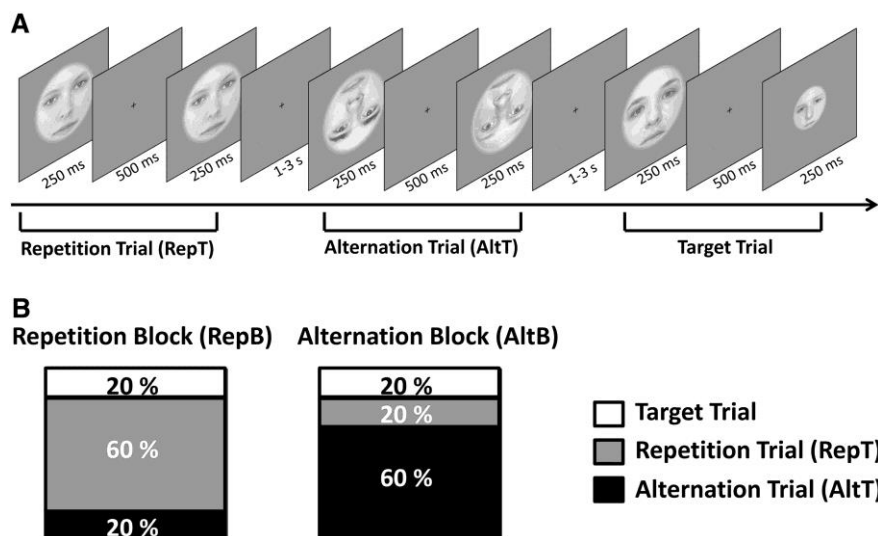 A
250 ms
500 ms
250 ms
1-3 s
250 ms
500 ms
250 ms
1-3 s
250 ms
500 ms
250 ms
Repetition Trial (RepT)
Alternation Trial (AltT)
Target Trial
B
Repetition Block (RepB)
Alternation Block (AltB)
20 %
60 %
20 %
20 %
20 %
60 %
Target Trial
Repetition Trial (RepT)
Alternation Trial (AltT)